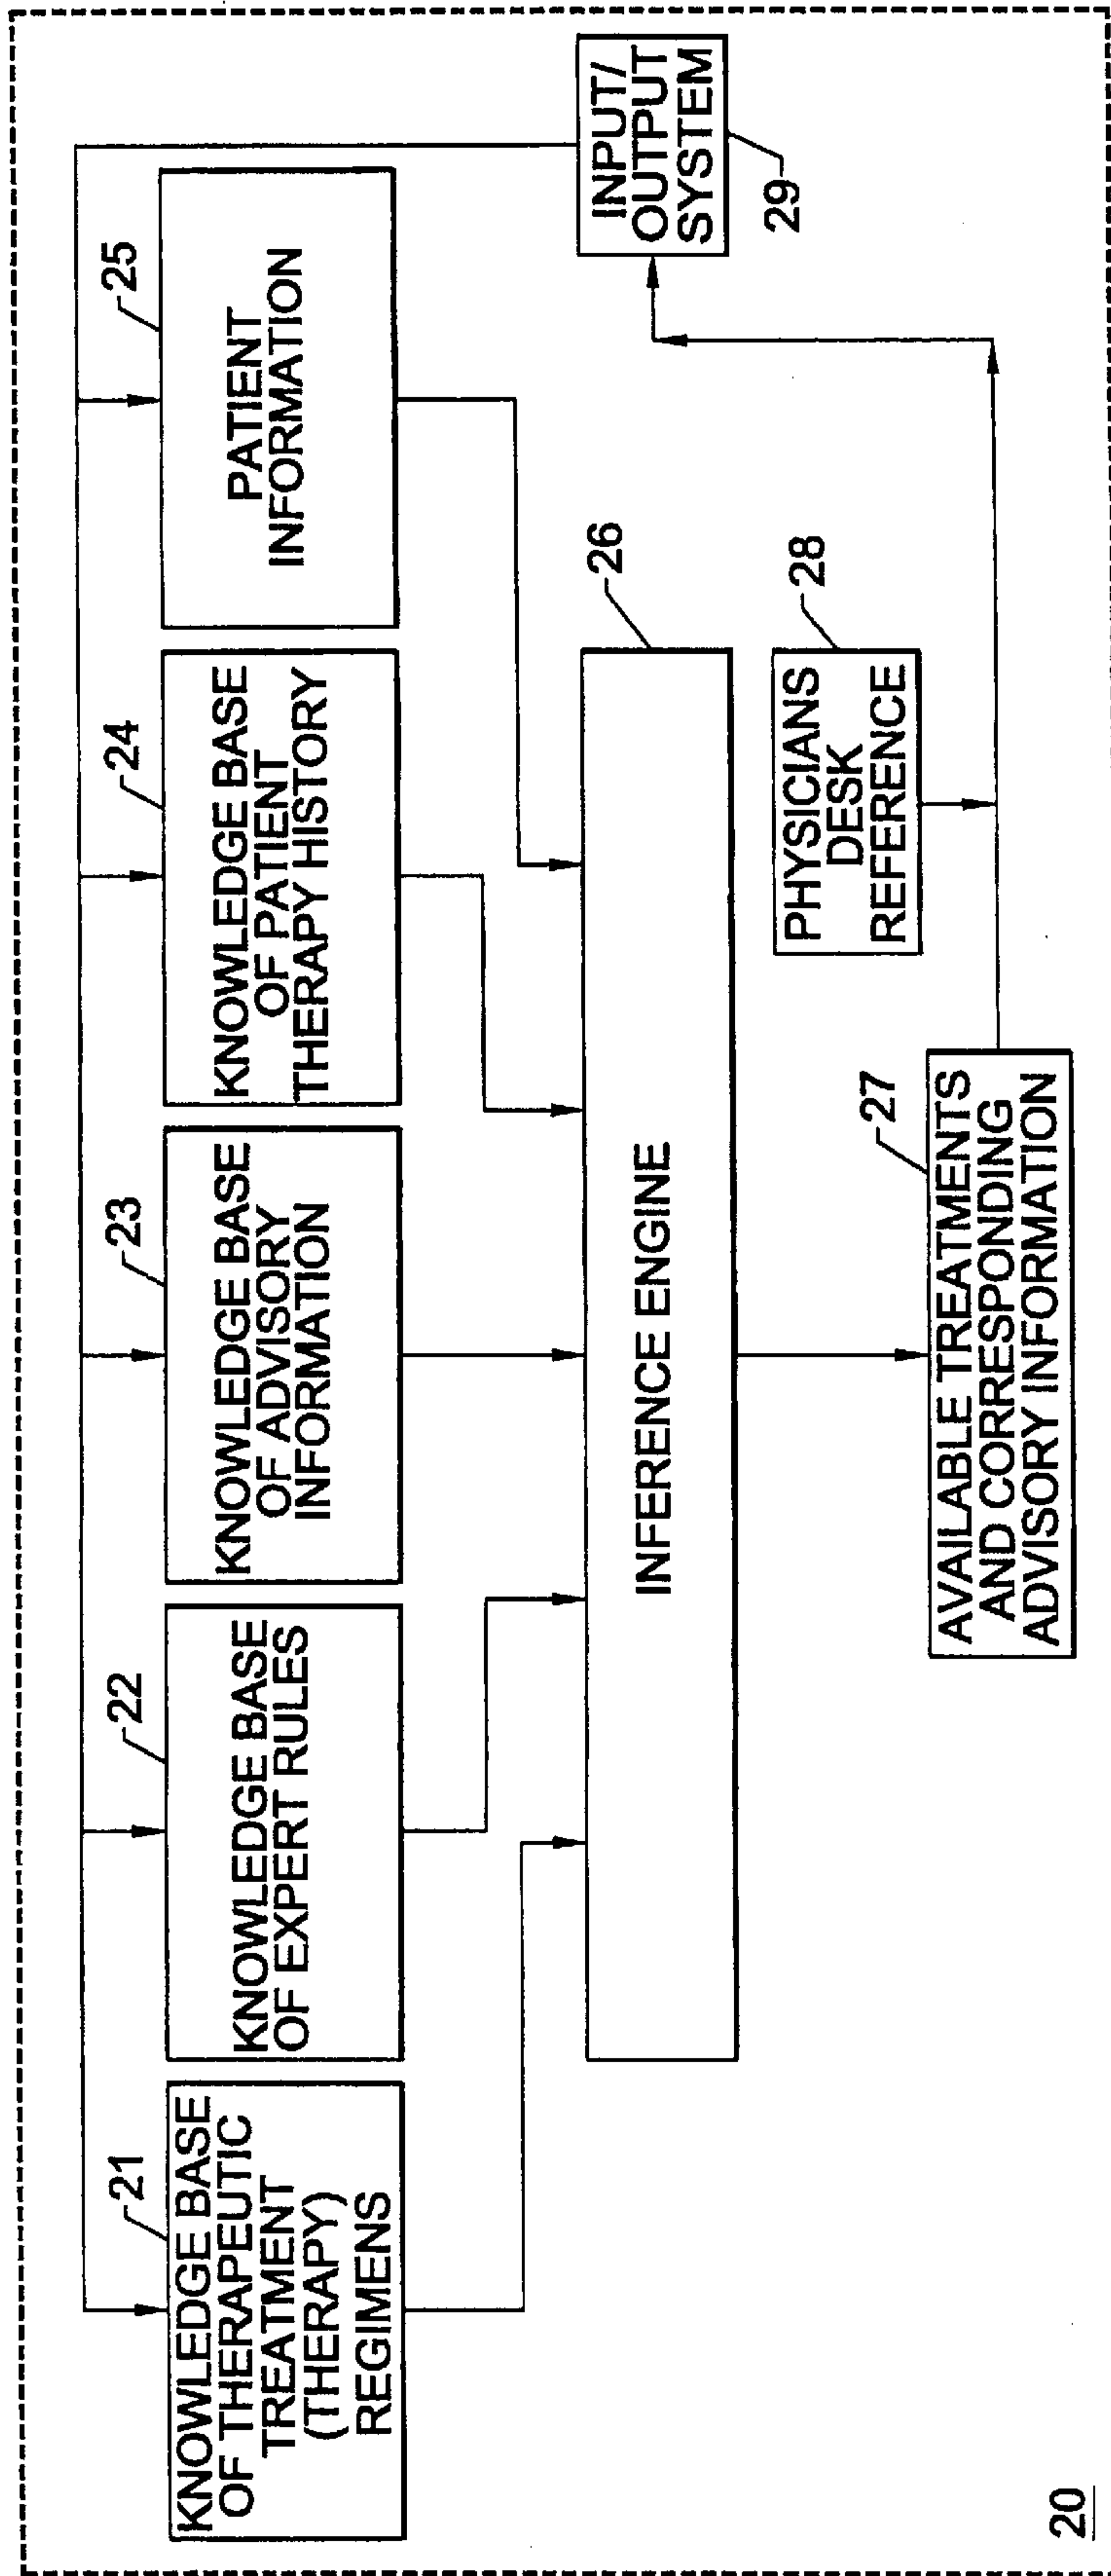 21
KNOWLEDGE BASE
OF THERAPEUTIC
TREATMENT
(THERAPY)
REGIMENS
22
KNOWLEDGE BASE
OF EXPERT RULES
23
KNOWLEDGE BASE
OF ADVISORY
INFORMATION
24
KNOWLEDGE BASE
OF PATIENT
THERAPY HISTORY
25
PATIENT
INFORMATION
INFERENCE ENGINE
26
PHYSICIANS
DESK
REFERENCE
28
INPUT/
OUTPUT
SYSTEM
29
27
AVAILABLE TREATMENTS
AND CORRESPONDING
ADVISORY INFORMATION
20